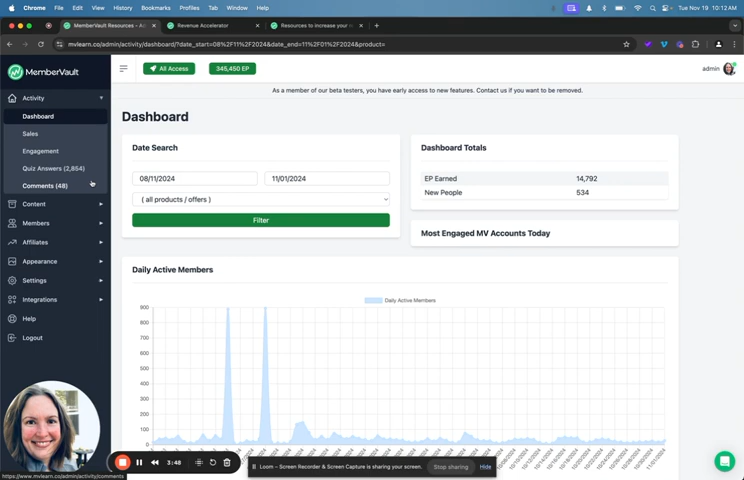 Chrome File Edit View History Bookmarks Profiles Tab Window Help Tue Nov 19 10:12 AM
MemberVault Resources - Ad × Revenue Accelerator × Resources to increase your r × +
mvlearn.co/admin/activity/dashboard/?date_start=08%2F11%2F2024&date_end=11%2F01%2F2024&product=
MemberVault
All Access
345,450 EP
admin
As a member of our beta testers, you have early access to new features. Contact us if you want to be removed.
Activity
Dashboard
Sales
Engagement
Quiz Answers (2,854)
Comments (48)
Content
Members
Affiliates
Appearance
Settings
Integrations
Help
Logout
Dashboard
Date Search
08/11/2024
11/01/2024
( all products / offers )
Filter
Dashboard Totals
EP Earned 14,792
New People 534
Most Engaged MV Accounts Today
Daily Active Members
Daily Active Members
900
800
700
600
500
400
300
200
100
0
3:48
Loom – Screen Recorder & Screen Capture is sharing your screen.
Stop sharing
Hide
https://www.mvlearn.co/admin/activity/comments